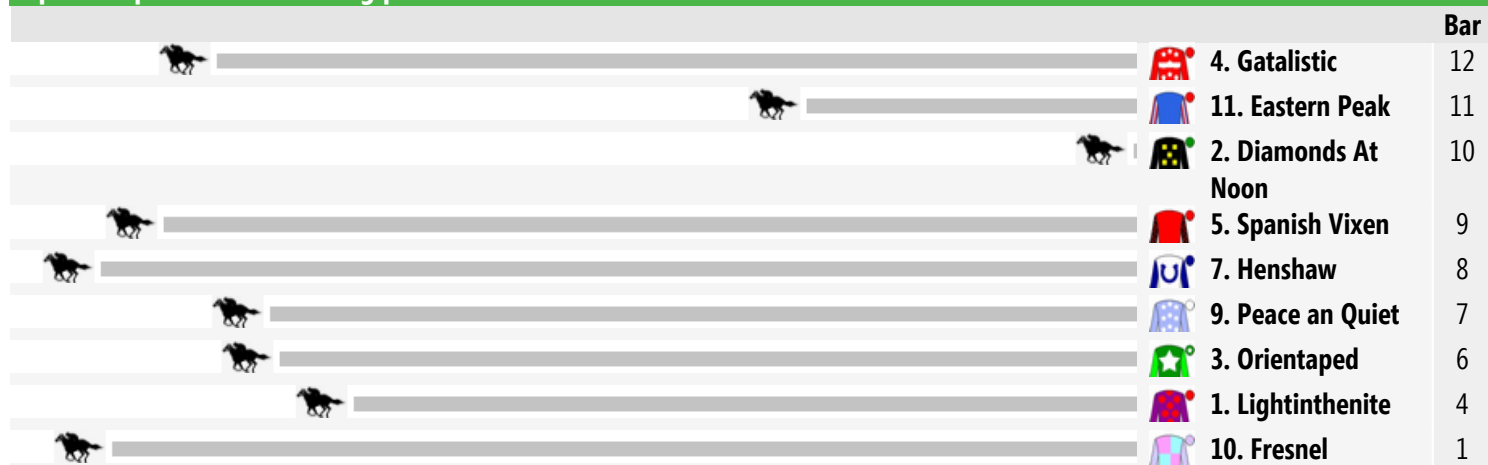 Bar
4. Gatalistic 12
11. Eastern Peak 11
2. Diamonds At 10
Noon
5. Spanish Vixen 9
7. Henshaw 8
9. Peace an Quiet 7
3. Orientaped 6
1. Lightinthenite 4
10. Fresnel 1